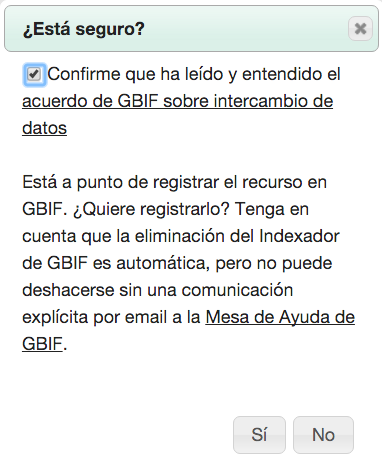 ¿Está seguro?
Confirme que ha leído y entendido el
acuerdo de GBIF sobre intercambio de
datos
Está a punto de registrar el recurso en
GBIF. ¿Quiere registrarlo? Tenga en
cuenta que la eliminación del Indexador
de GBIF es automática, pero no puede
deshacerse sin una comunicación
explícita por email a la Mesa de Ayuda de
GBIF.
Sí No